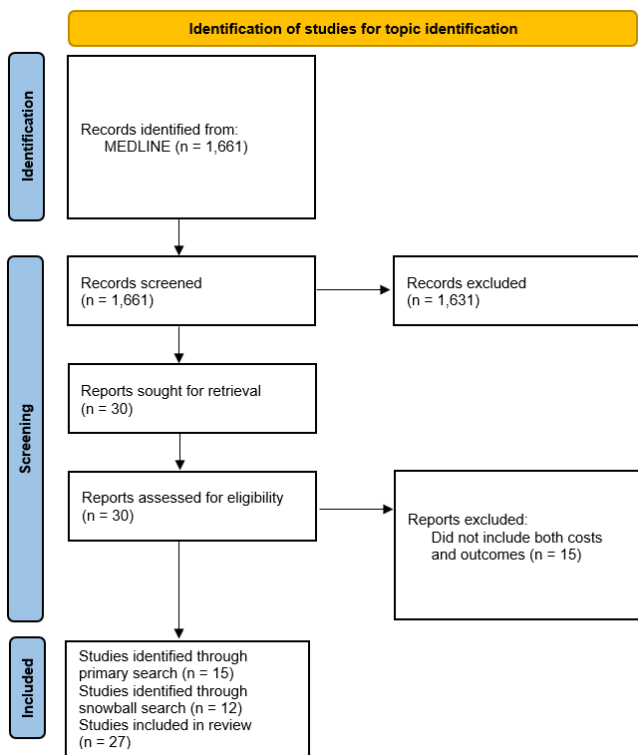 Identification of studies for topic identification
Identification
Records identified from:
MEDLINE (n = 1,661)
Screening
Records screened
(n = 1,661)
Records excluded
(n = 1,631)
Reports sought for retrieval
(n = 30)
Reports assessed for eligibility
(n = 30)
Reports excluded:
Did not include both costs
and outcomes (n = 15)
Included
Studies identified through
primary search (n = 15)
Studies identified through
snowball search (n = 12)
Studies included in review
(n = 27)